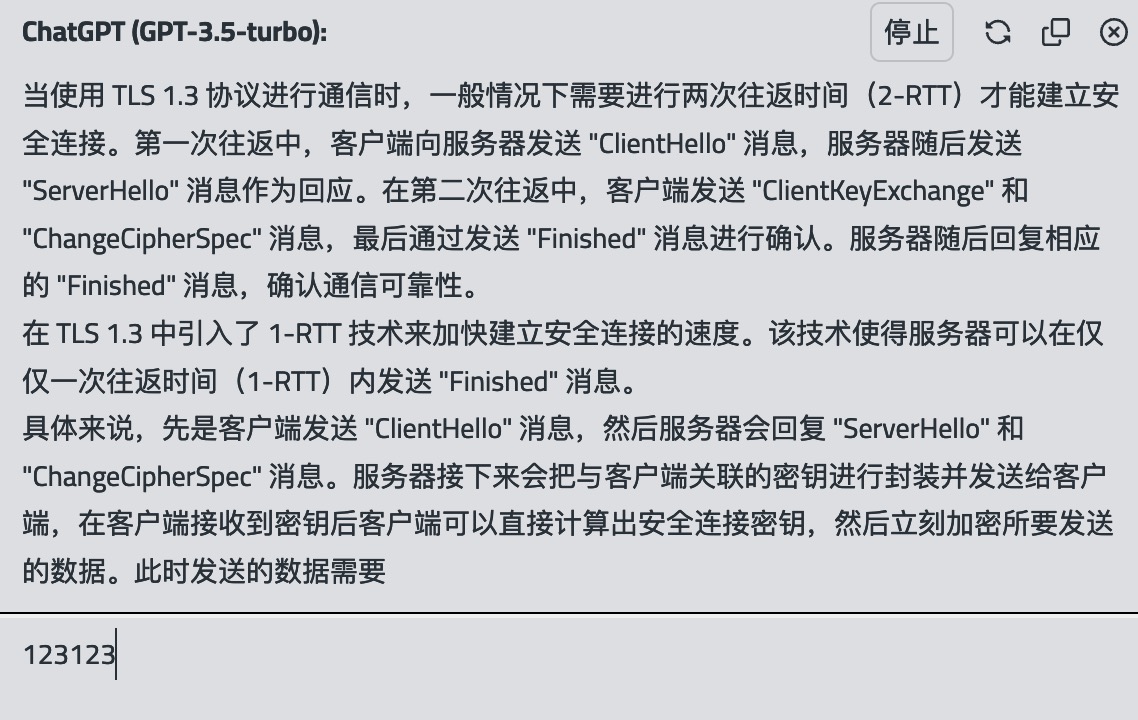 ChatGPT (GPT-3.5-turbo):
停止
当使用 TLS 1.3 协议进行通信时，一般情况下需要进行两次往返时间（2-RTT）才能建立安
全连接。第一次往返中，客户端向服务器发送 "ClientHello" 消息，服务器随后发送
"ServerHello" 消息作为回应。在第二次往返中，客户端发送 "ClientKeyExchange" 和
"ChangeCipherSpec" 消息，最后通过发送 "Finished" 消息进行确认。服务器随后回复相应
的 "Finished" 消息，确认通信可靠性。
在 TLS 1.3 中引入了 1-RTT 技术来加快建立安全连接的速度。该技术使得服务器可以在仅
仅一次往返时间（1-RTT）内发送 "Finished" 消息。
具体来说，先是客户端发送 "ClientHello" 消息，然后服务器会回复 "ServerHello" 和
"ChangeCipherSpec" 消息。服务器接下来会把与客户端关联的密钥进行封装并发送给客户
端，在客户端接收到密钥后客户端可以直接计算出安全连接密钥，然后立刻加密所要发送
的数据。此时发送的数据需要
123123